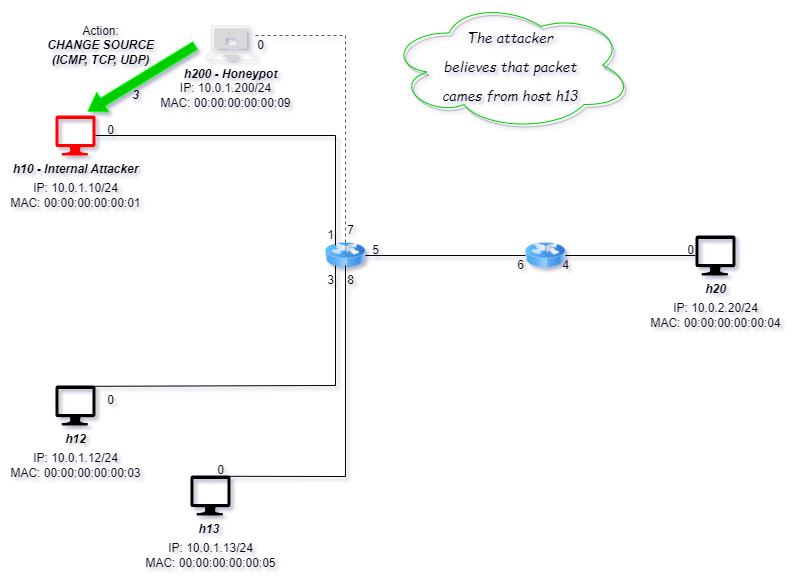 Action:
CHANGE SOURCE
(ICMP, TCP, UDP)
0
h200 - Honeypot
IP: 10.0.1.200/24
MAC: 00:00:00:00:00:09
The attacker
believes that packet
cames from host h13
3
0
h10 - Internal Attacker
IP: 10.0.1.10/24
MAC: 00:00:00:00:00:01
1
7
5
3
8
6
4
0
h20
IP: 10.0.2.20/24
MAC: 00:00:00:00:00:04
0
h12
IP: 10.0.1.12/24
MAC: 00:00:00:00:00:03
0
h13
IP: 10.0.1.13/24
MAC: 00:00:00:00:00:05